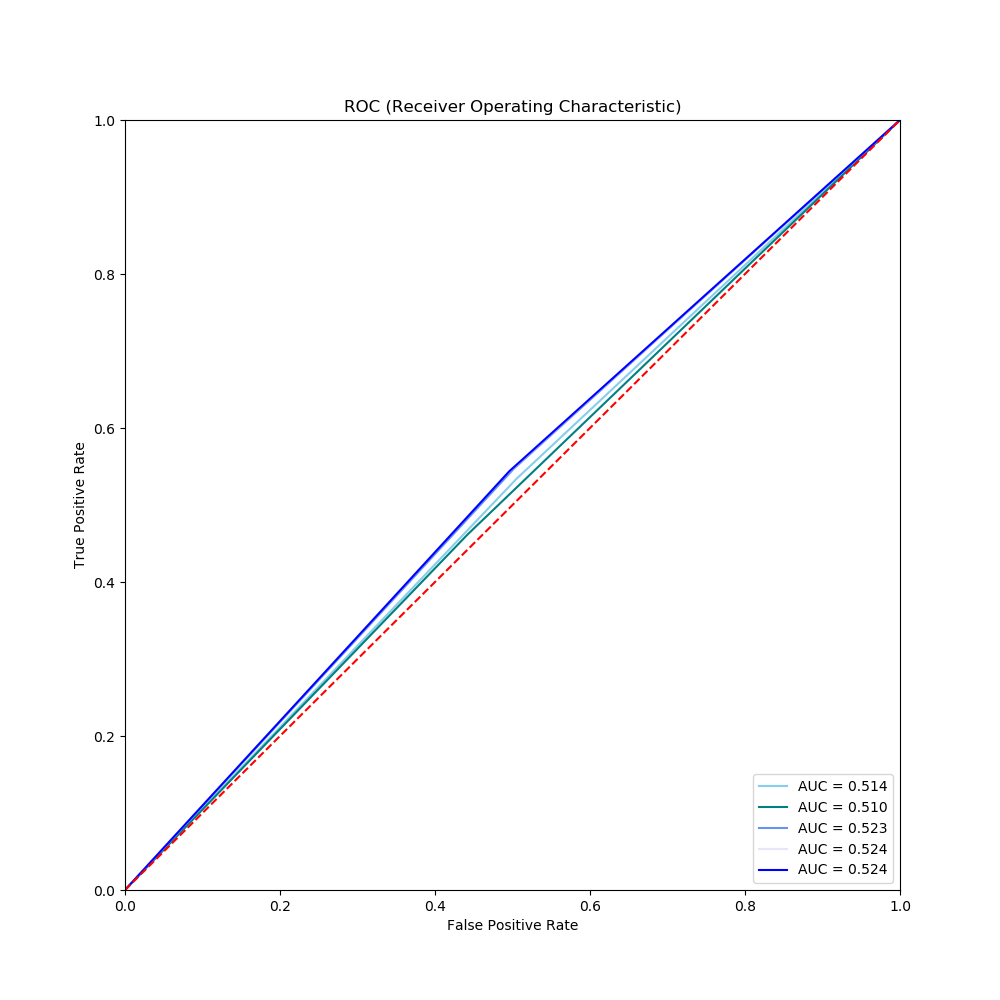 ROC (Receiver Operating Characteristic)
1.0
0.8
0.6
0.4
0.2
0.0
True Positive Rate
0.0 0.2 0.4 0.6 0.8 1.0
False Positive Rate
AUC = 0.514
AUC = 0.510
AUC = 0.523
AUC = 0.524
AUC = 0.524